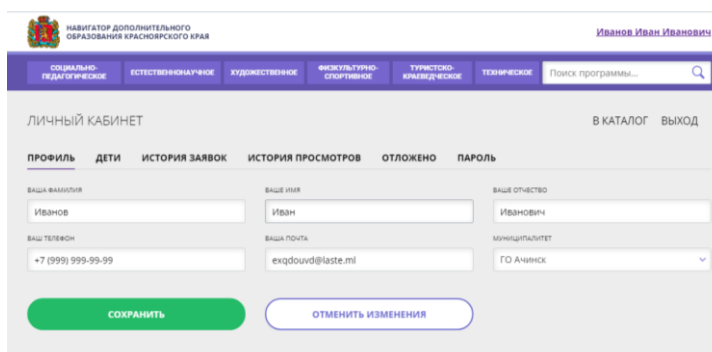 НАВИГАТОР ДОПОЛНИТЕЛЬНОГО
ОБРАЗОВАНИЯ КРАСНОЯРСКОГО КРАЯ
Иванов Иван Иванович
СОЦИАЛЬНО-
ПЕДАГОГИЧЕСКОЕ
ЕСТЕСТВЕННОНАУЧНОЕ
ХУДОЖЕСТВЕННОЕ
ФИЗКУЛЬТУРНО-
СПОРТИВНОЕ
ТУРИСТСКО-
КРАЕВЕДЧЕСКОЕ
ТЕХНИЧЕСКОЕ
Поиск программы...
ЛИЧНЫЙ КАБИНЕТ
В КАТАЛОГ ВЫХОД
ПРОФИЛЬ ДЕТИ ИСТОРИЯ ЗАЯВОК ИСТОРИЯ ПРОСМОТРОВ ОТЛОЖЕНО ПАРОЛЬ
ВАША ФАМИЛИЯ ВАШЕ ИМЯ ВАШЕ ОТЧЕСТВО
Иванов Иван Иванович
ВАШ ТЕЛЕФОН ВАША ПОЧТА МУНИЦИПАЛИТЕТ
+7 (999) 999-99-99 exqdouvd@laste.ml ГО Ачинск
СОХРАНИТЬ ОТМЕНИТЬ ИЗМЕНЕНИЯ